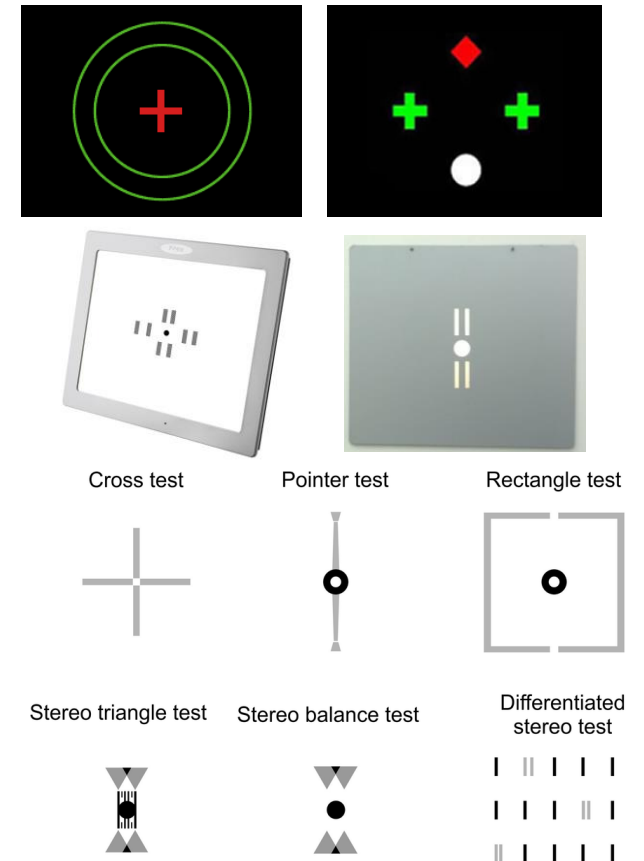 Cross test
Pointer test
Rectangle test
Stereo triangle test
Stereo balance test
Differentiated
stereo test